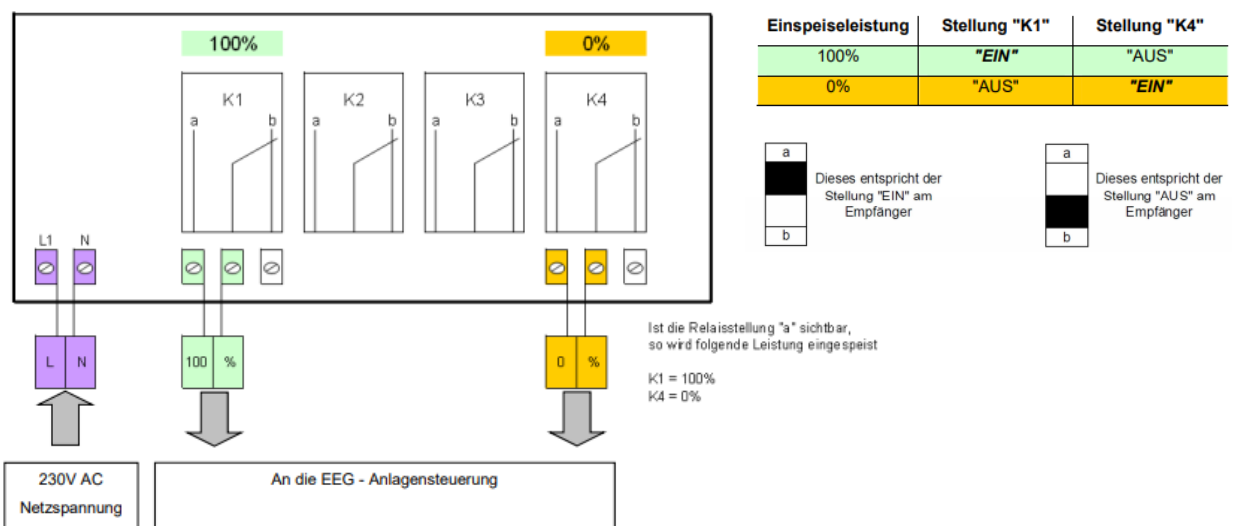 100%
0%
K1
K2
K3
K4
a b
a b
a b
a b
L1 N
L N
100 %
0 %
230V AC
Netzspannung
An die EEG - Anlagensteuerung
Einspeiseleistung Stellung "K1" Stellung "K4"
100% "EIN" "AUS"
0% "AUS" "EIN"
a
b
Dieses entspricht der
Stellung "EIN" am
Empfänger
a
b
Dieses entspricht der
Stellung "AUS" am
Empfänger
Ist die Relaisstellung "a" sichtbar,
so wird folgende Leistung eingespeist
K1 = 100%
K4 = 0%